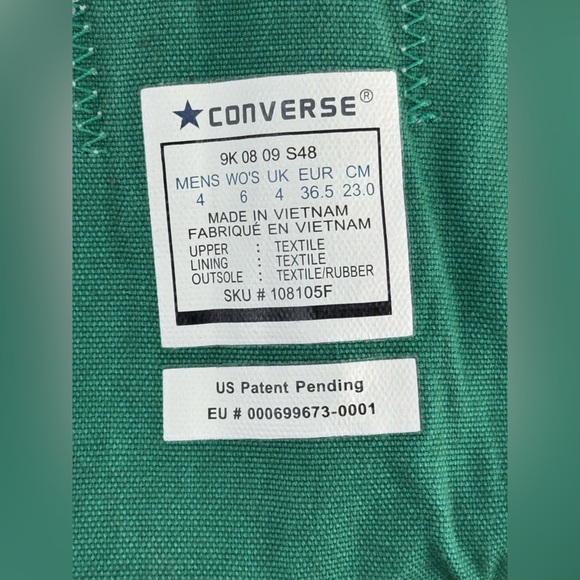 ★CONVERSE®
9K 08 09 S48
MENS WO'S UK EUR CM
4 6 4 36.5 23.0
MADE IN VIETNAM
FABRIQUÉ EN VIETNAM
UPPER : TEXTILE
LINING : TEXTILE
OUTSOLE : TEXTILE/RUBBER
SKU # 108105F
US Patent Pending
EU # 000699673-0001